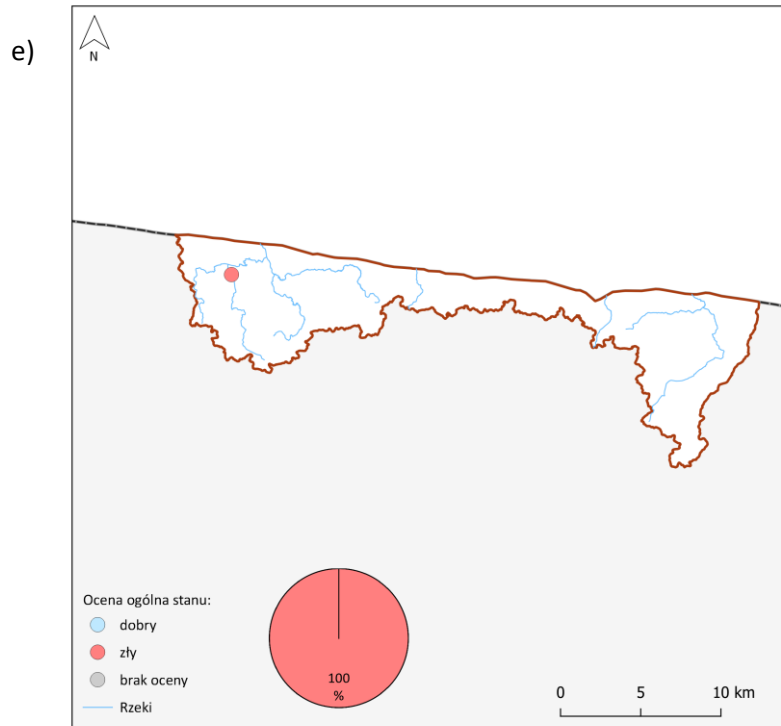 e)
N
Ocena ogólna stanu:
dobry
zły
brak oceny
Rzeki
100
%
0 5 10 km